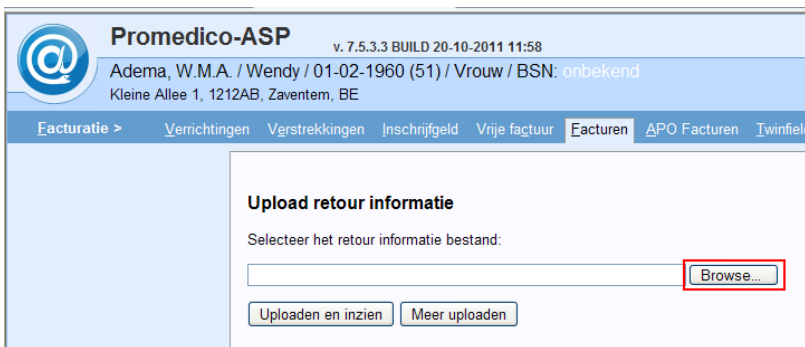 Promedico-ASP v. 7.5.3.3 BUILD 20-10-2011 11:58
Adema, W.M.A. / Wendy / 01-02-1960 (51) / Vrouw / BSN: onbekend
Kleine Allee 1, 1212AB, Zaventem, BE
Facturatie > Verrichtingen Verstrekkingen Inschrijfgeld Vrije factuur Facturen APO Facturen Twinfiel
Upload retour informatie
Selecteer het retour informatie bestand:
Browse...
Uploaden en inzien Meer uploaden